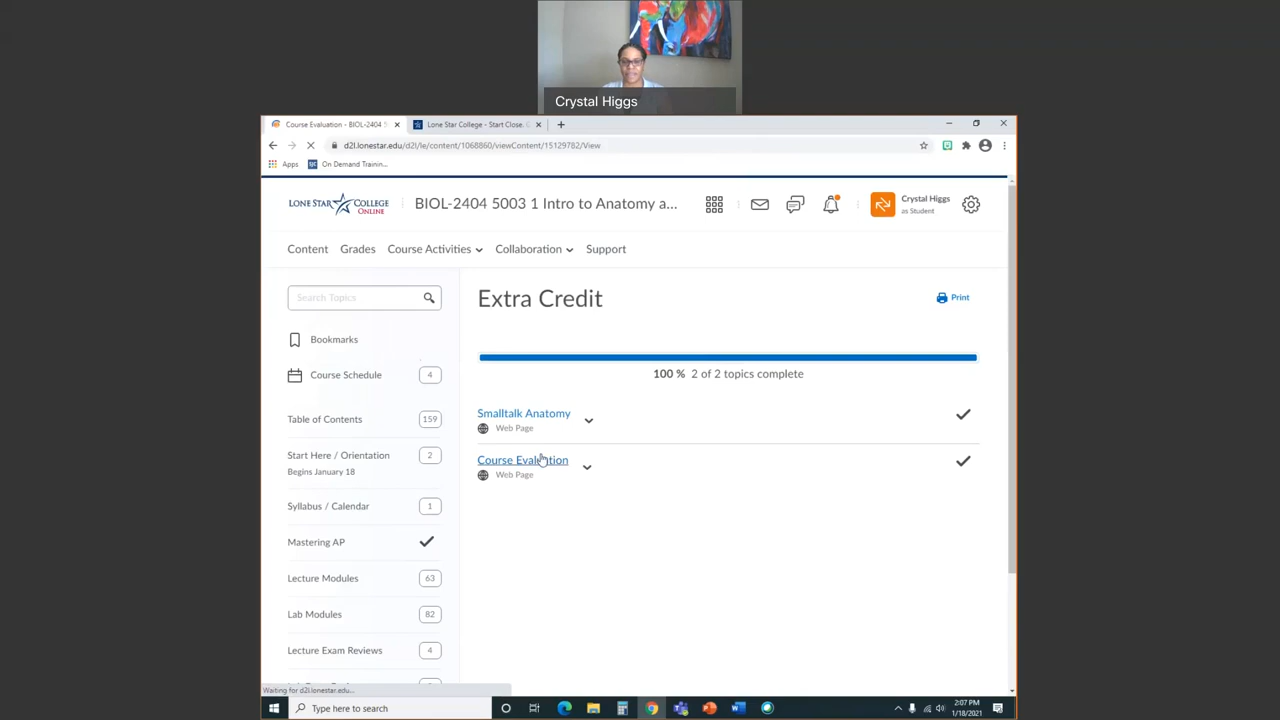 Crystal Higgs
Course Evaluation - BIOL-2404 5
Lone Star College - Start Close.
d2l.lonestar.edu/d2l/le/content/1068860/viewContent/15129782/View
Apps
On Demand Trainin...
LONE STAR COLLEGE
ONLINE
BIOL-2404 5003 1 Intro to Anatomy a...
Crystal Higgs
as Student
Content
Grades
Course Activities
Collaboration
Support
Search Topics
Bookmarks
Course Schedule
4
Table of Contents
159
Start Here / Orientation
2
Begins January 18
Syllabus / Calendar
1
Mastering AP
Lecture Modules
63
Lab Modules
82
Lecture Exam Reviews
4
Extra Credit
Print
100 % 2 of 2 topics complete
Smalltalk Anatomy
Web Page
Course Evaluation
Web Page
Waiting for d2l.lonestar.edu...
Type here to search
2:07 PM
1/18/2021